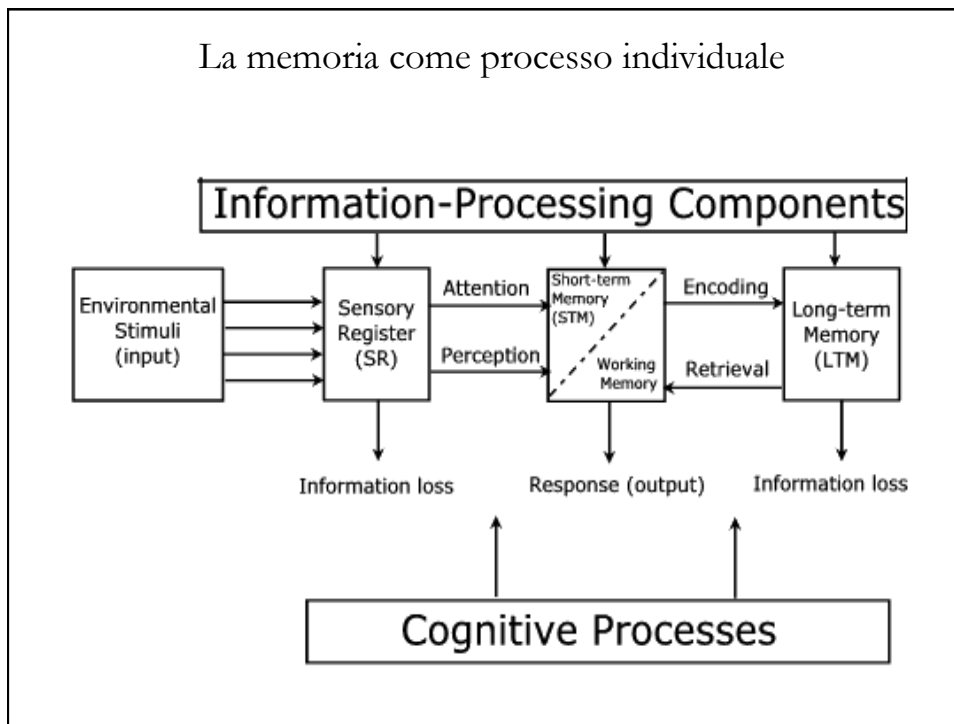 La memoria come processo individuale
Information-Processing Components
Environmental
Stimuli
(input)
Sensory
Register
(SR)
Attention
Perception
Short-term
Memory
(STM)
Working
Memory
Encoding
Retrieval
Long-term
Memory
(LTM)
Information loss
Response (output)
Information loss
Cognitive Processes